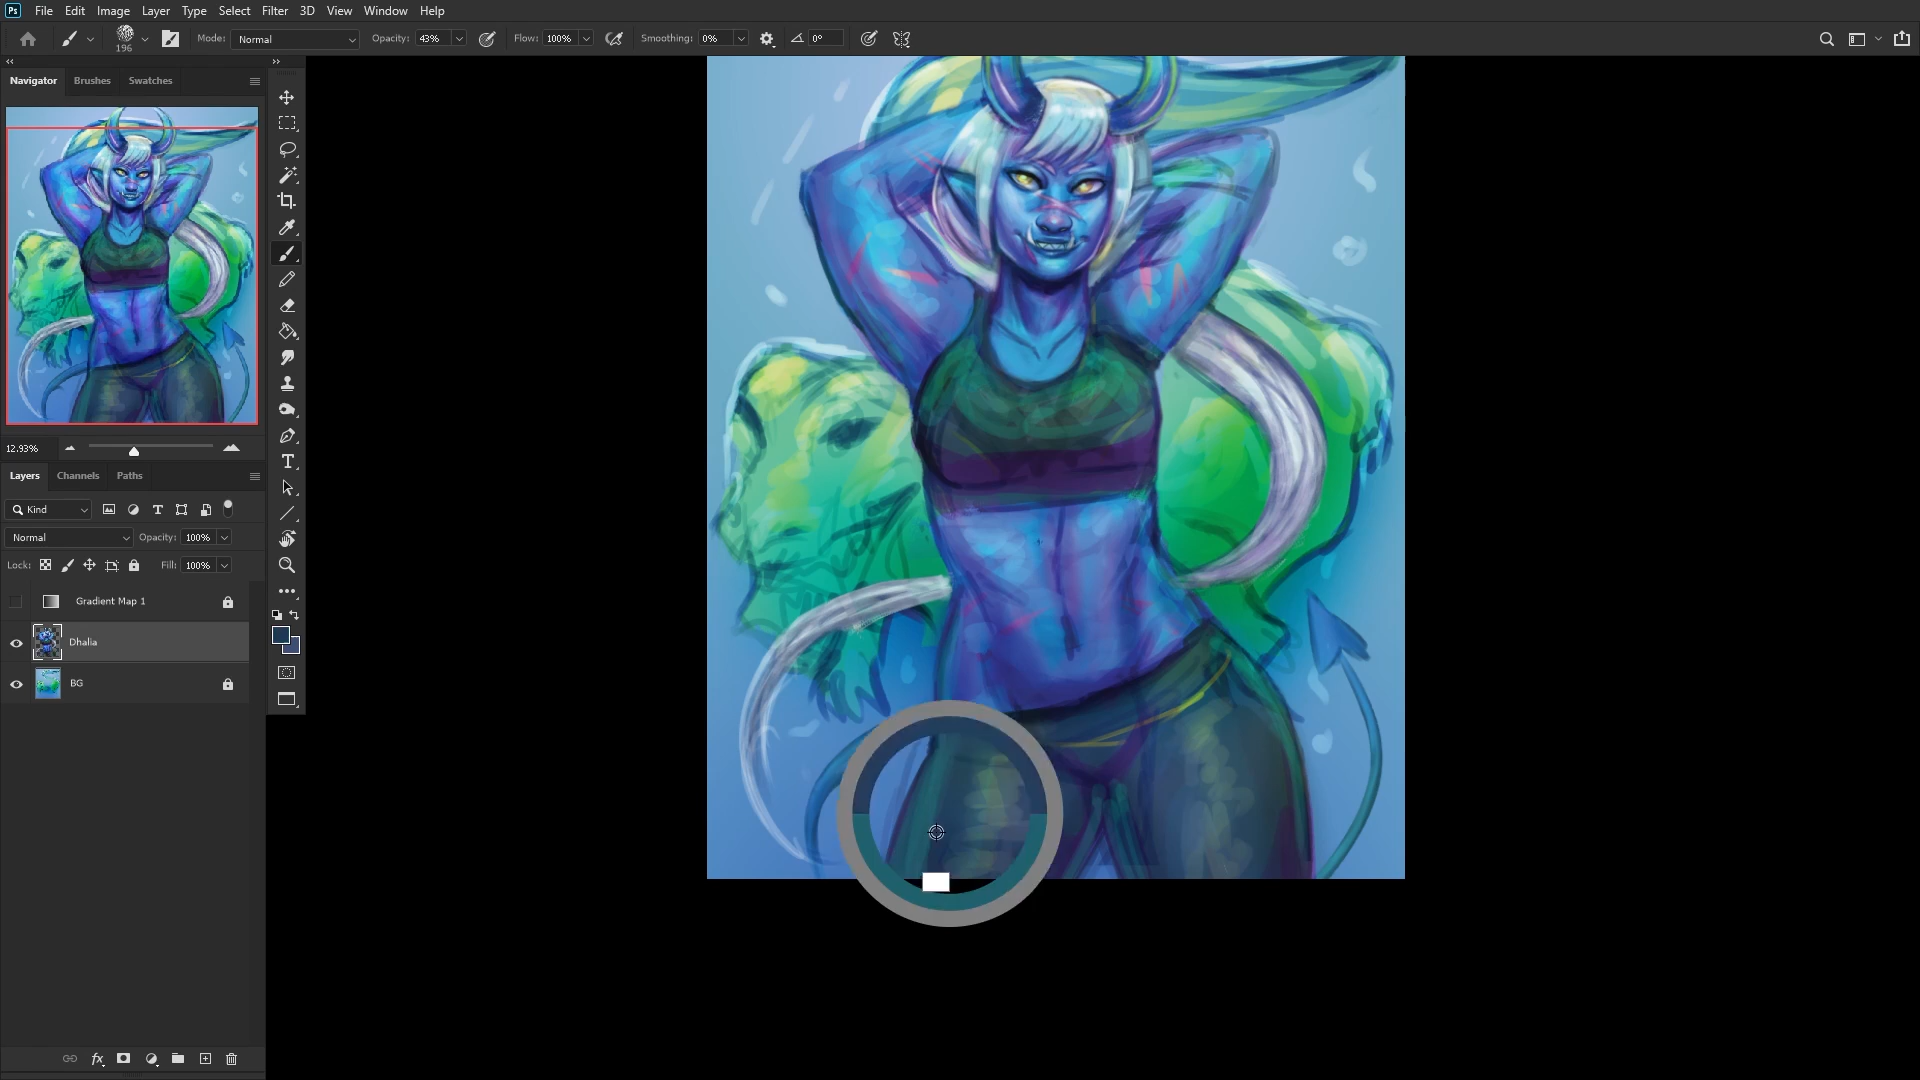 Ps File Edit Image Layer Type Select Filter 3D View Window Help
196 Mode: Normal Opacity: 43% Flow: 100% Smoothing: 0% 0°
Navigator Brushes Swatches
12.93%
Layers Channels Paths
Kind
Normal Opacity: 100%
Lock: Fill: 100%
Gradient Map 1
Dhalia
BG
fx